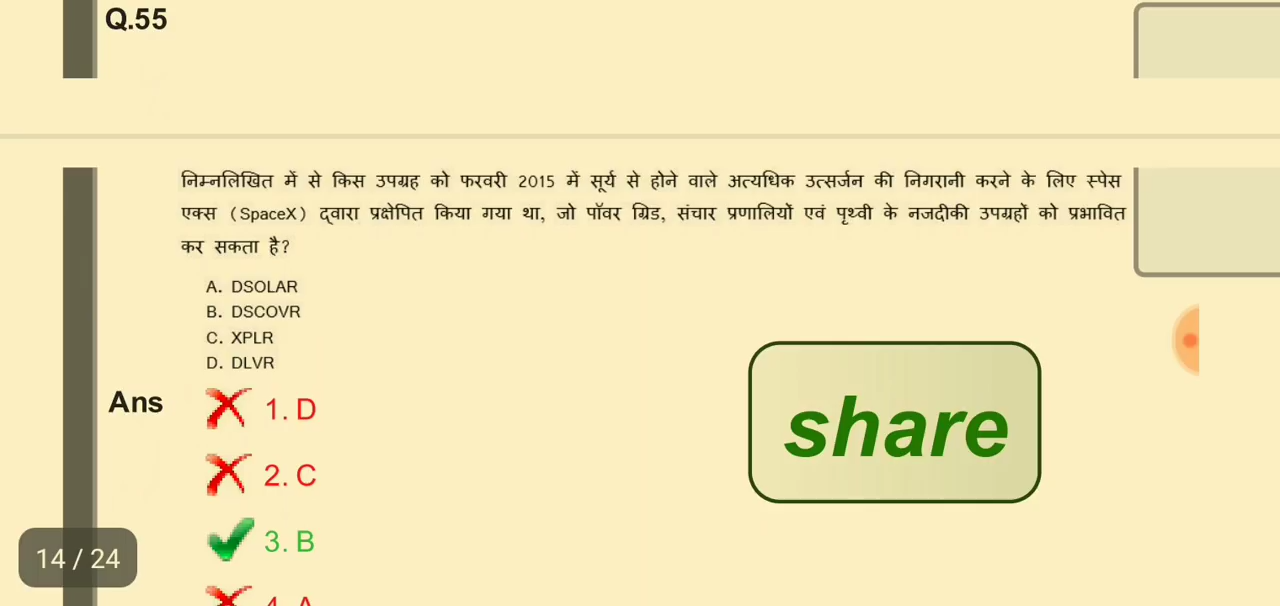 Q.55
निम्नलिखित में से किस उपग्रह को फरवरी 2015 में सूर्य से होने वाले अत्यधिक उत्सर्जन की निगरानी करने के लिए स्पेस
एक्स (SpaceX) द्वारा प्रक्षेपित किया गया था, जो पॉवर ग्रिड, संचार प्रणालियों एवं पृथ्वी के नजदीकी उपग्रहों को प्रभावित
कर सकता है?
A. DSOLAR
B. DSCOVR
C. XPLR
D. DLVR
Ans
1. D
2. C
3. B
4. A
share
14 / 24